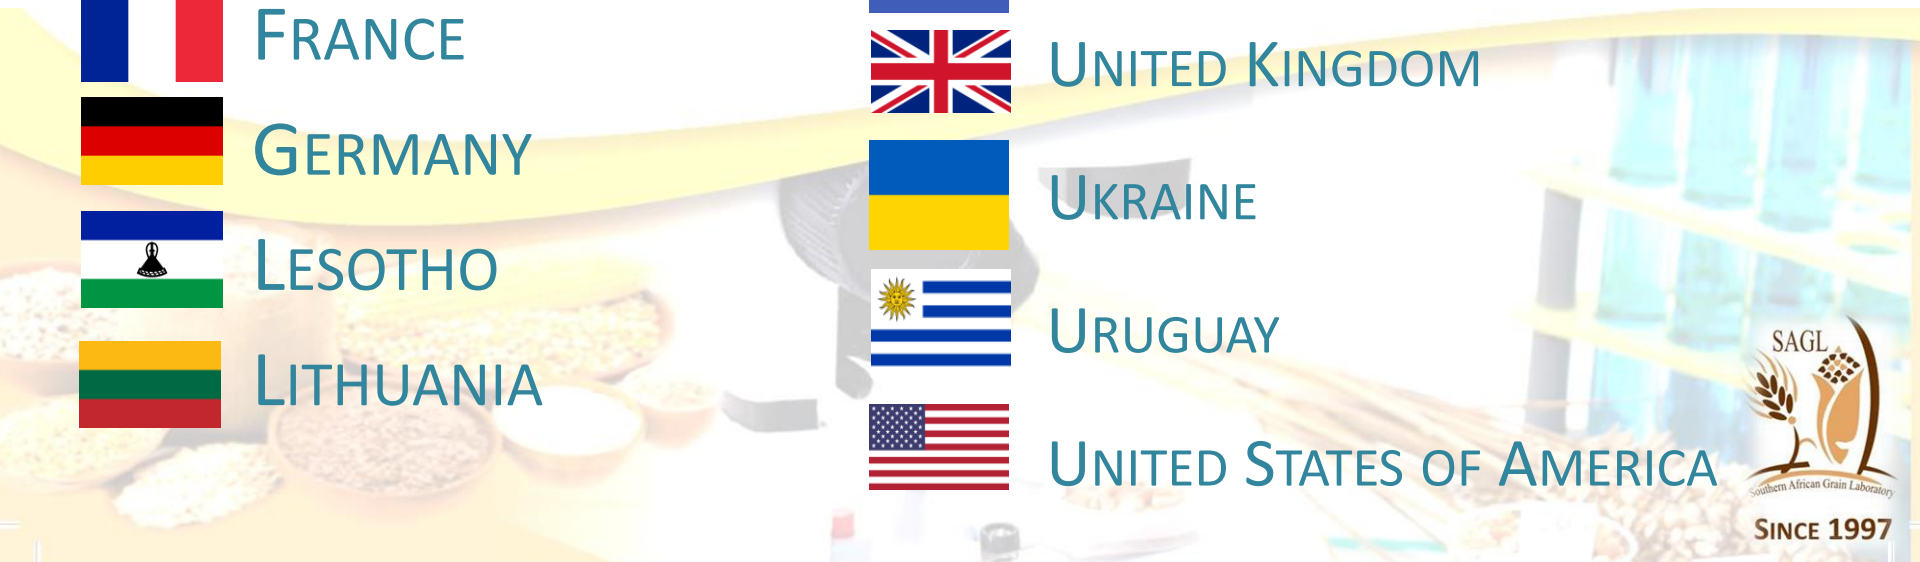 FRANCE
GERMANY
LESOTHO
LITHUANIA
UNITED KINGDOM
UKRAINE
URUGUAY
UNITED STATES OF AMERICA
SAGL
Southern African Grain Laboratory
SINCE 1997